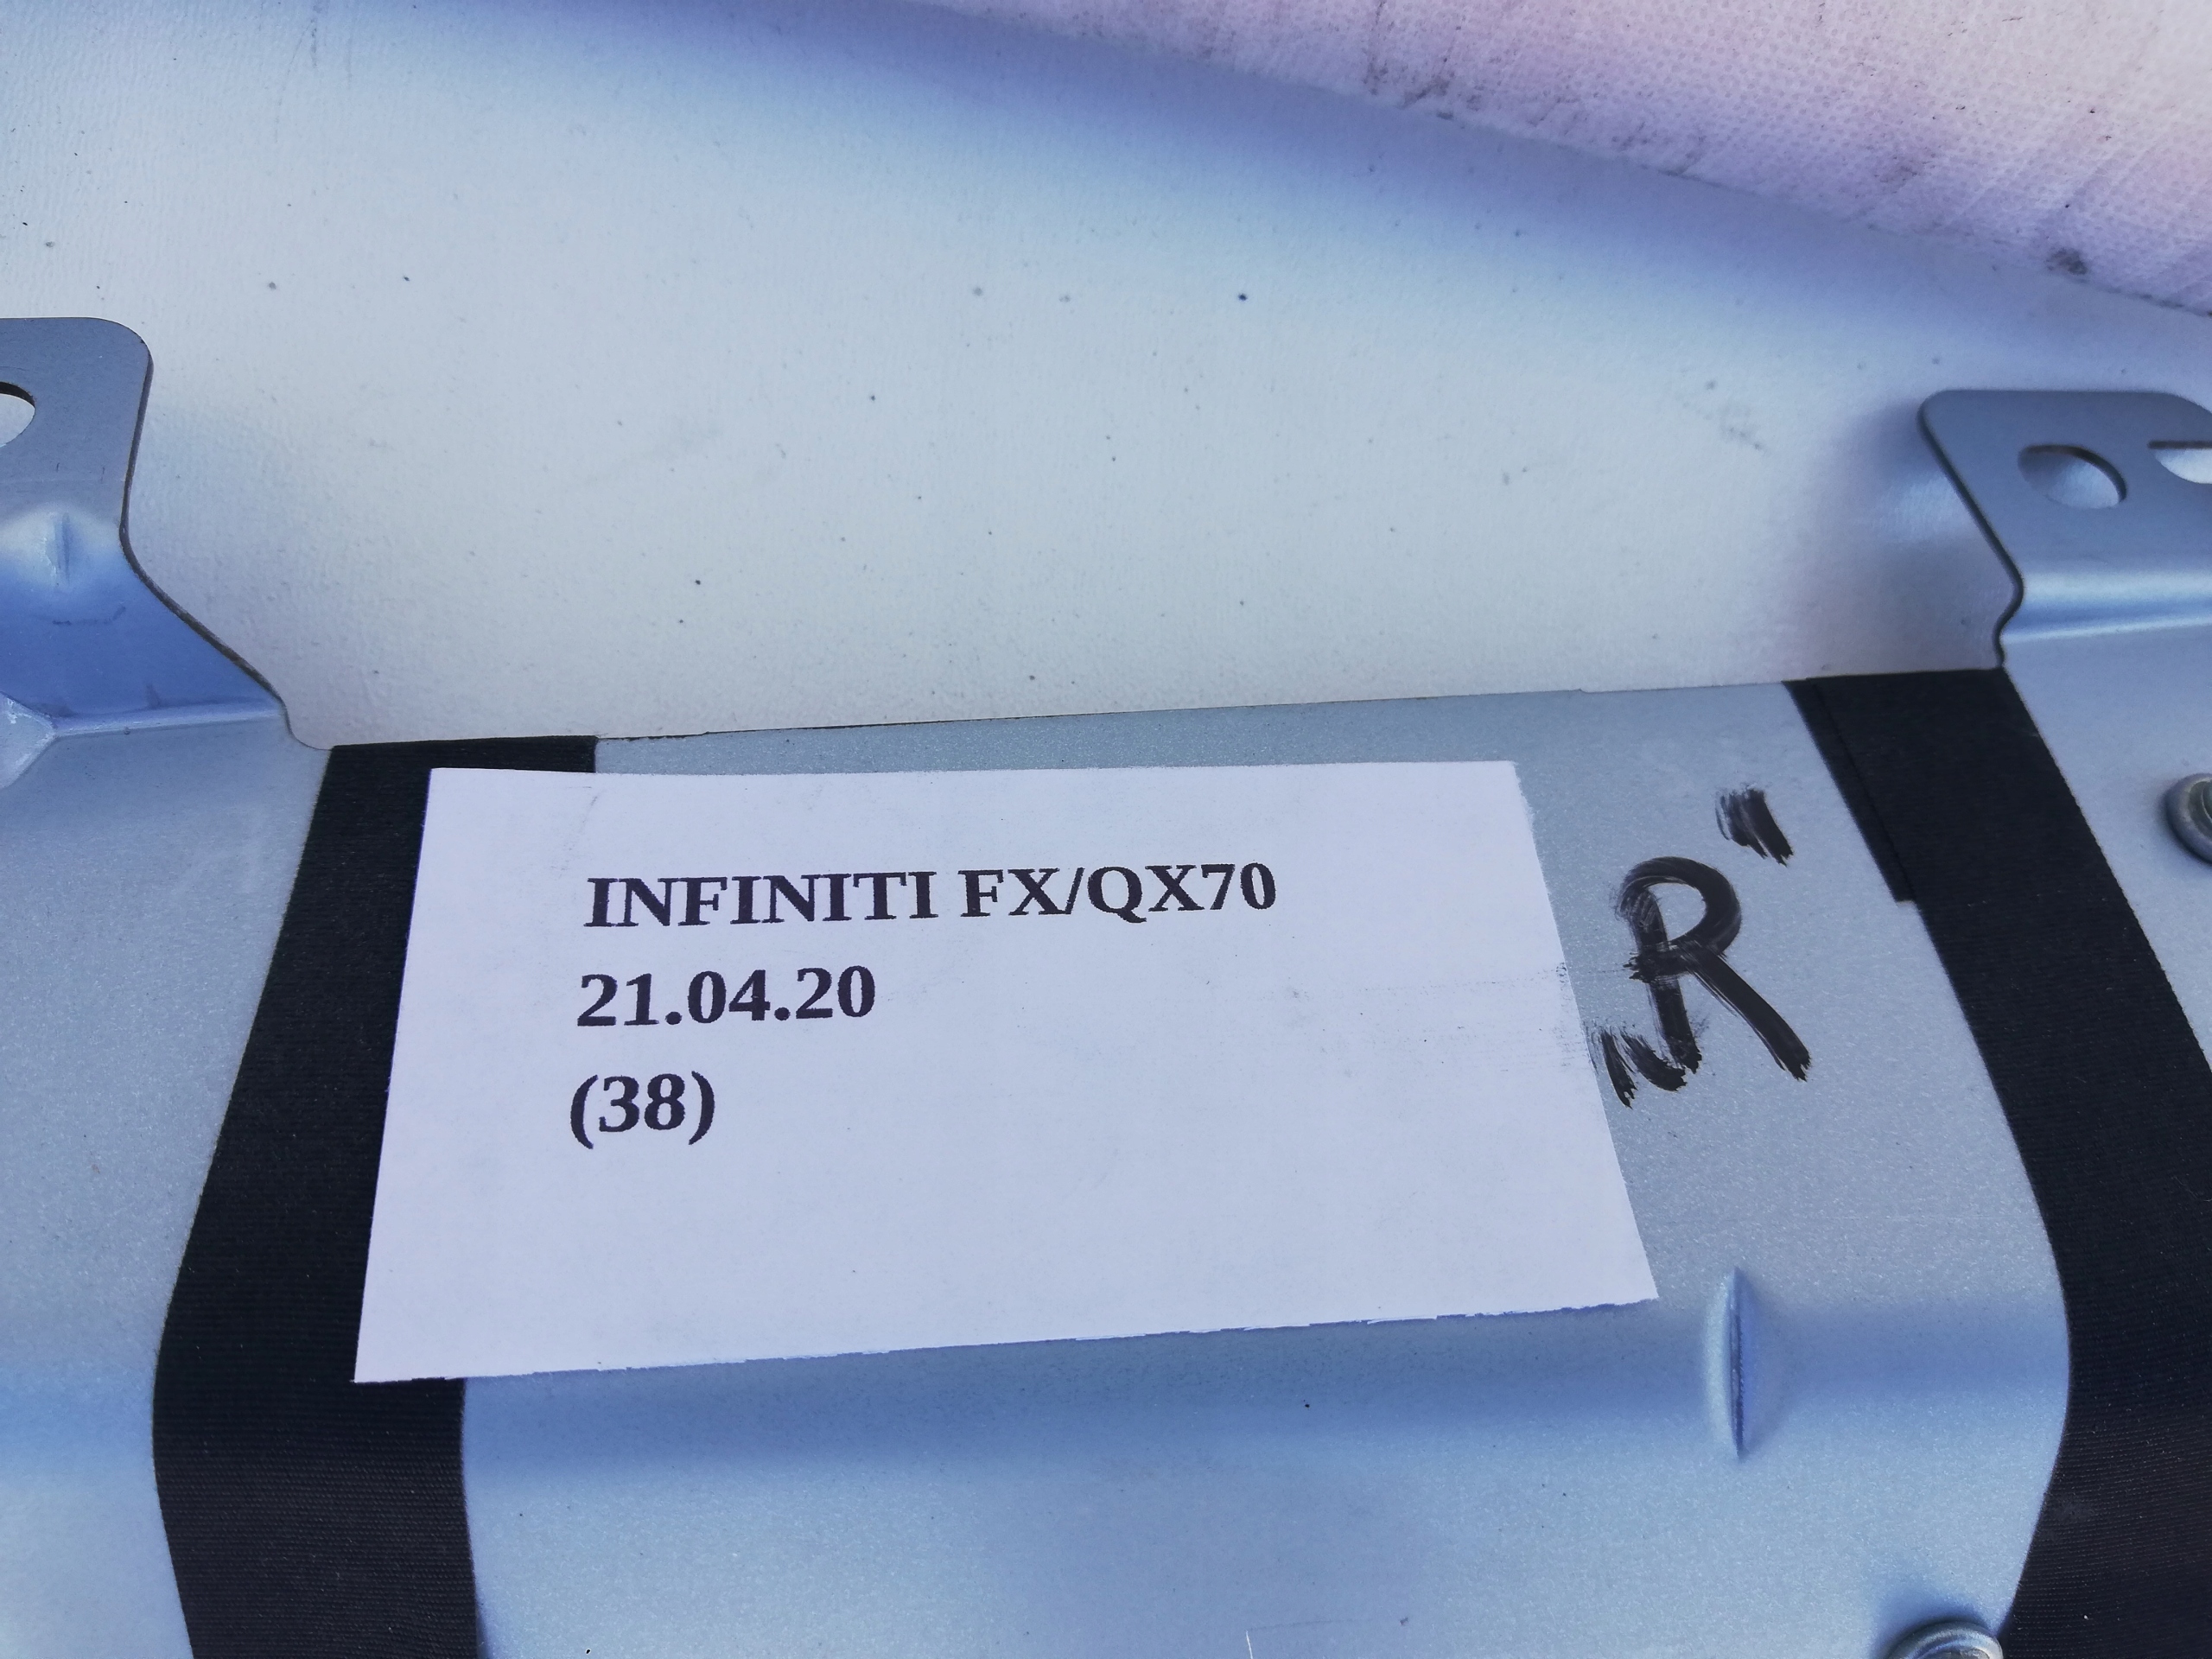 INFINITI FX/QX70
21.04.20
(38)
„R"